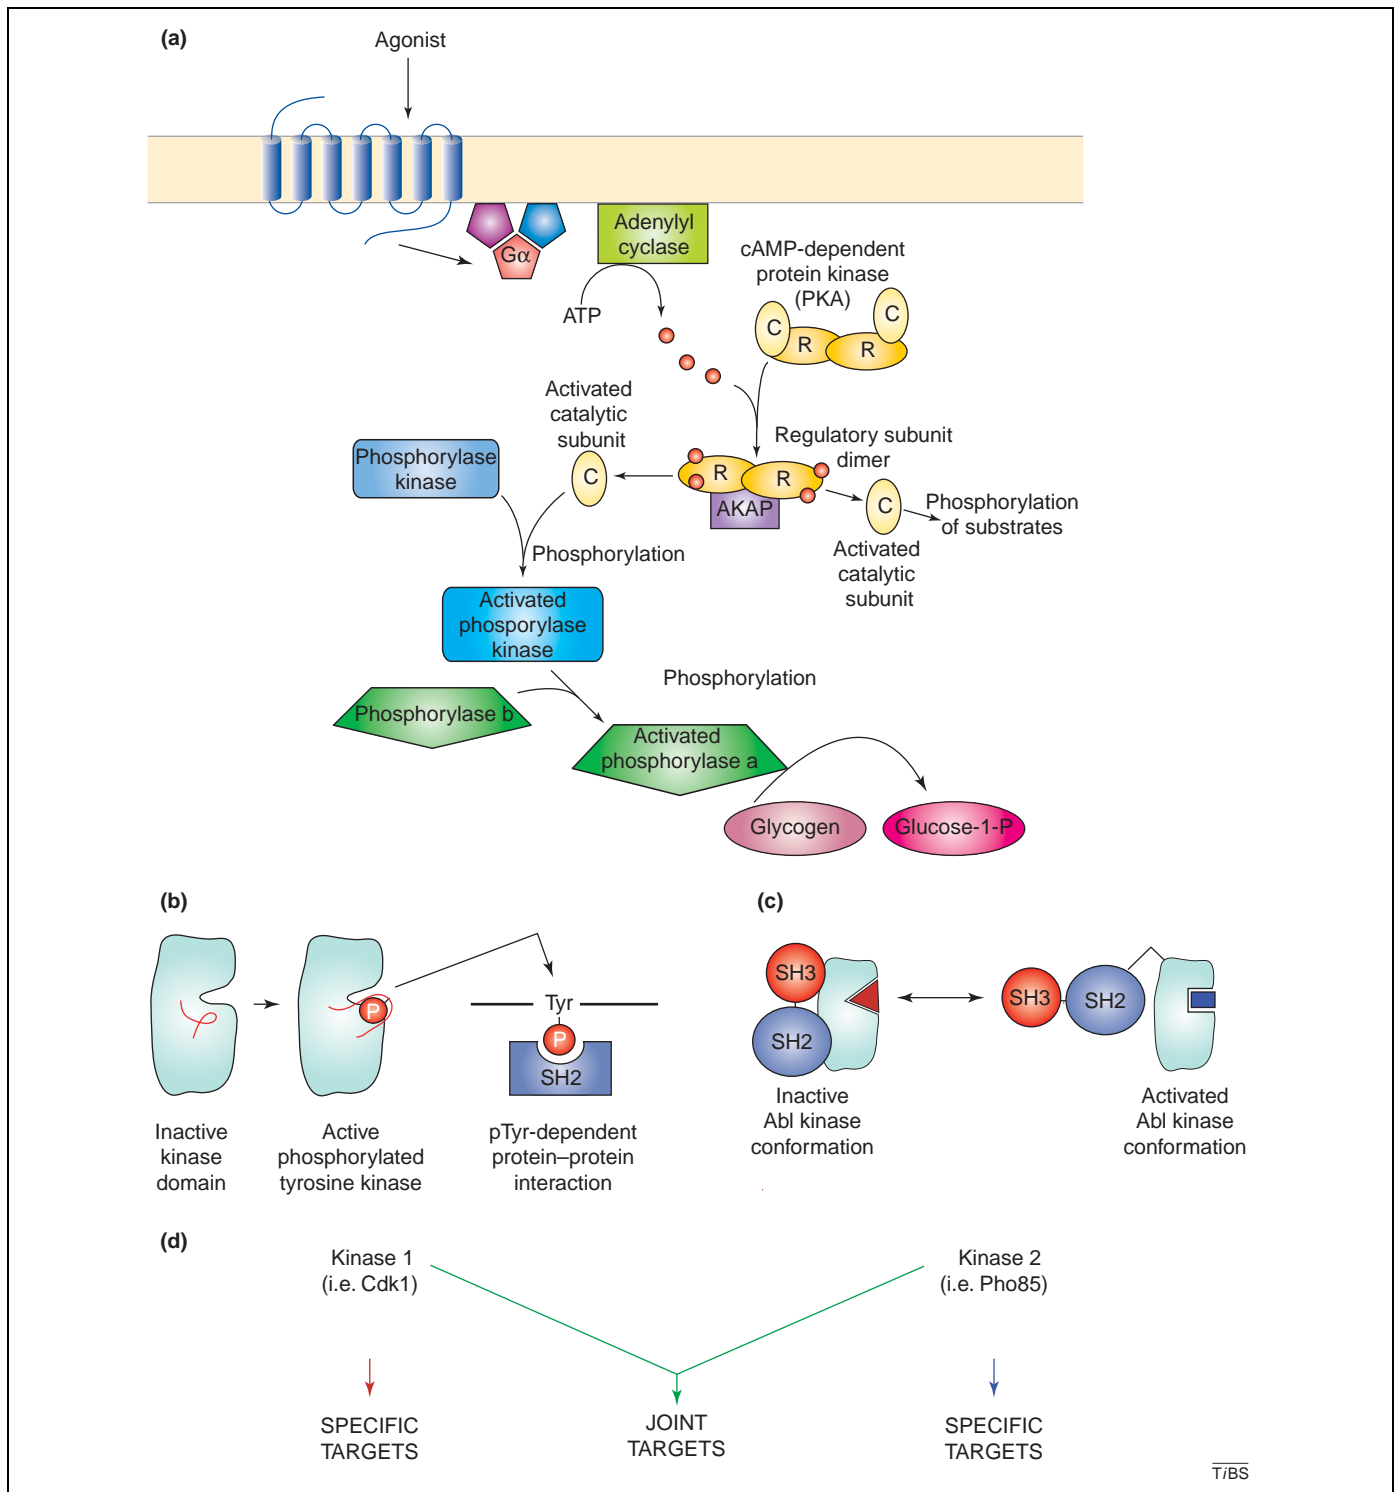 (a)
Agonist
Gα
Adenylyl
cyclase
ATP
cAMP-dependent
protein kinase
(PKA)
C
R
R
C
Activated
catalytic
subunit
Phosphorylase
kinase
C
R
R
AKAP
Regulatory subunit
dimer
C
Phosphorylation
of substrates
Activated
catalytic
subunit
Phosphorylation
Activated
phosporylase
kinase
Phosphorylation
Phosphorylase b
Activated
phosphorylase a
Glycogen
Glucose-1-P
(b)
P
Tyr
P
SH2
Inactive
kinase
domain
Active
phosphorylated
tyrosine kinase
pTyr-dependent
protein–protein
interaction
(c)
SH3
SH2
SH3
SH2
Inactive
Abl kinase
conformation
Activated
Abl kinase
conformation
(d)
Kinase 1
(i.e. Cdk1)
Kinase 2
(i.e. Pho85)
SPECIFIC
TARGETS
JOINT
TARGETS
SPECIFIC
TARGETS
TiBS